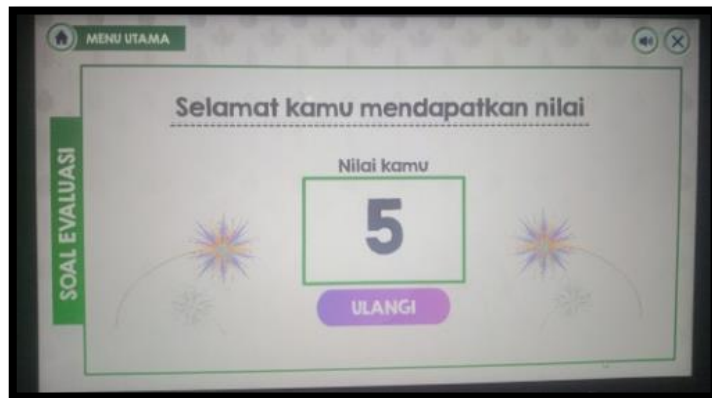 MENU UTAMA
Selamat kamu mendapatkan nilai
SOAL EVALUASI
Nilai kamu
5
ULANGI